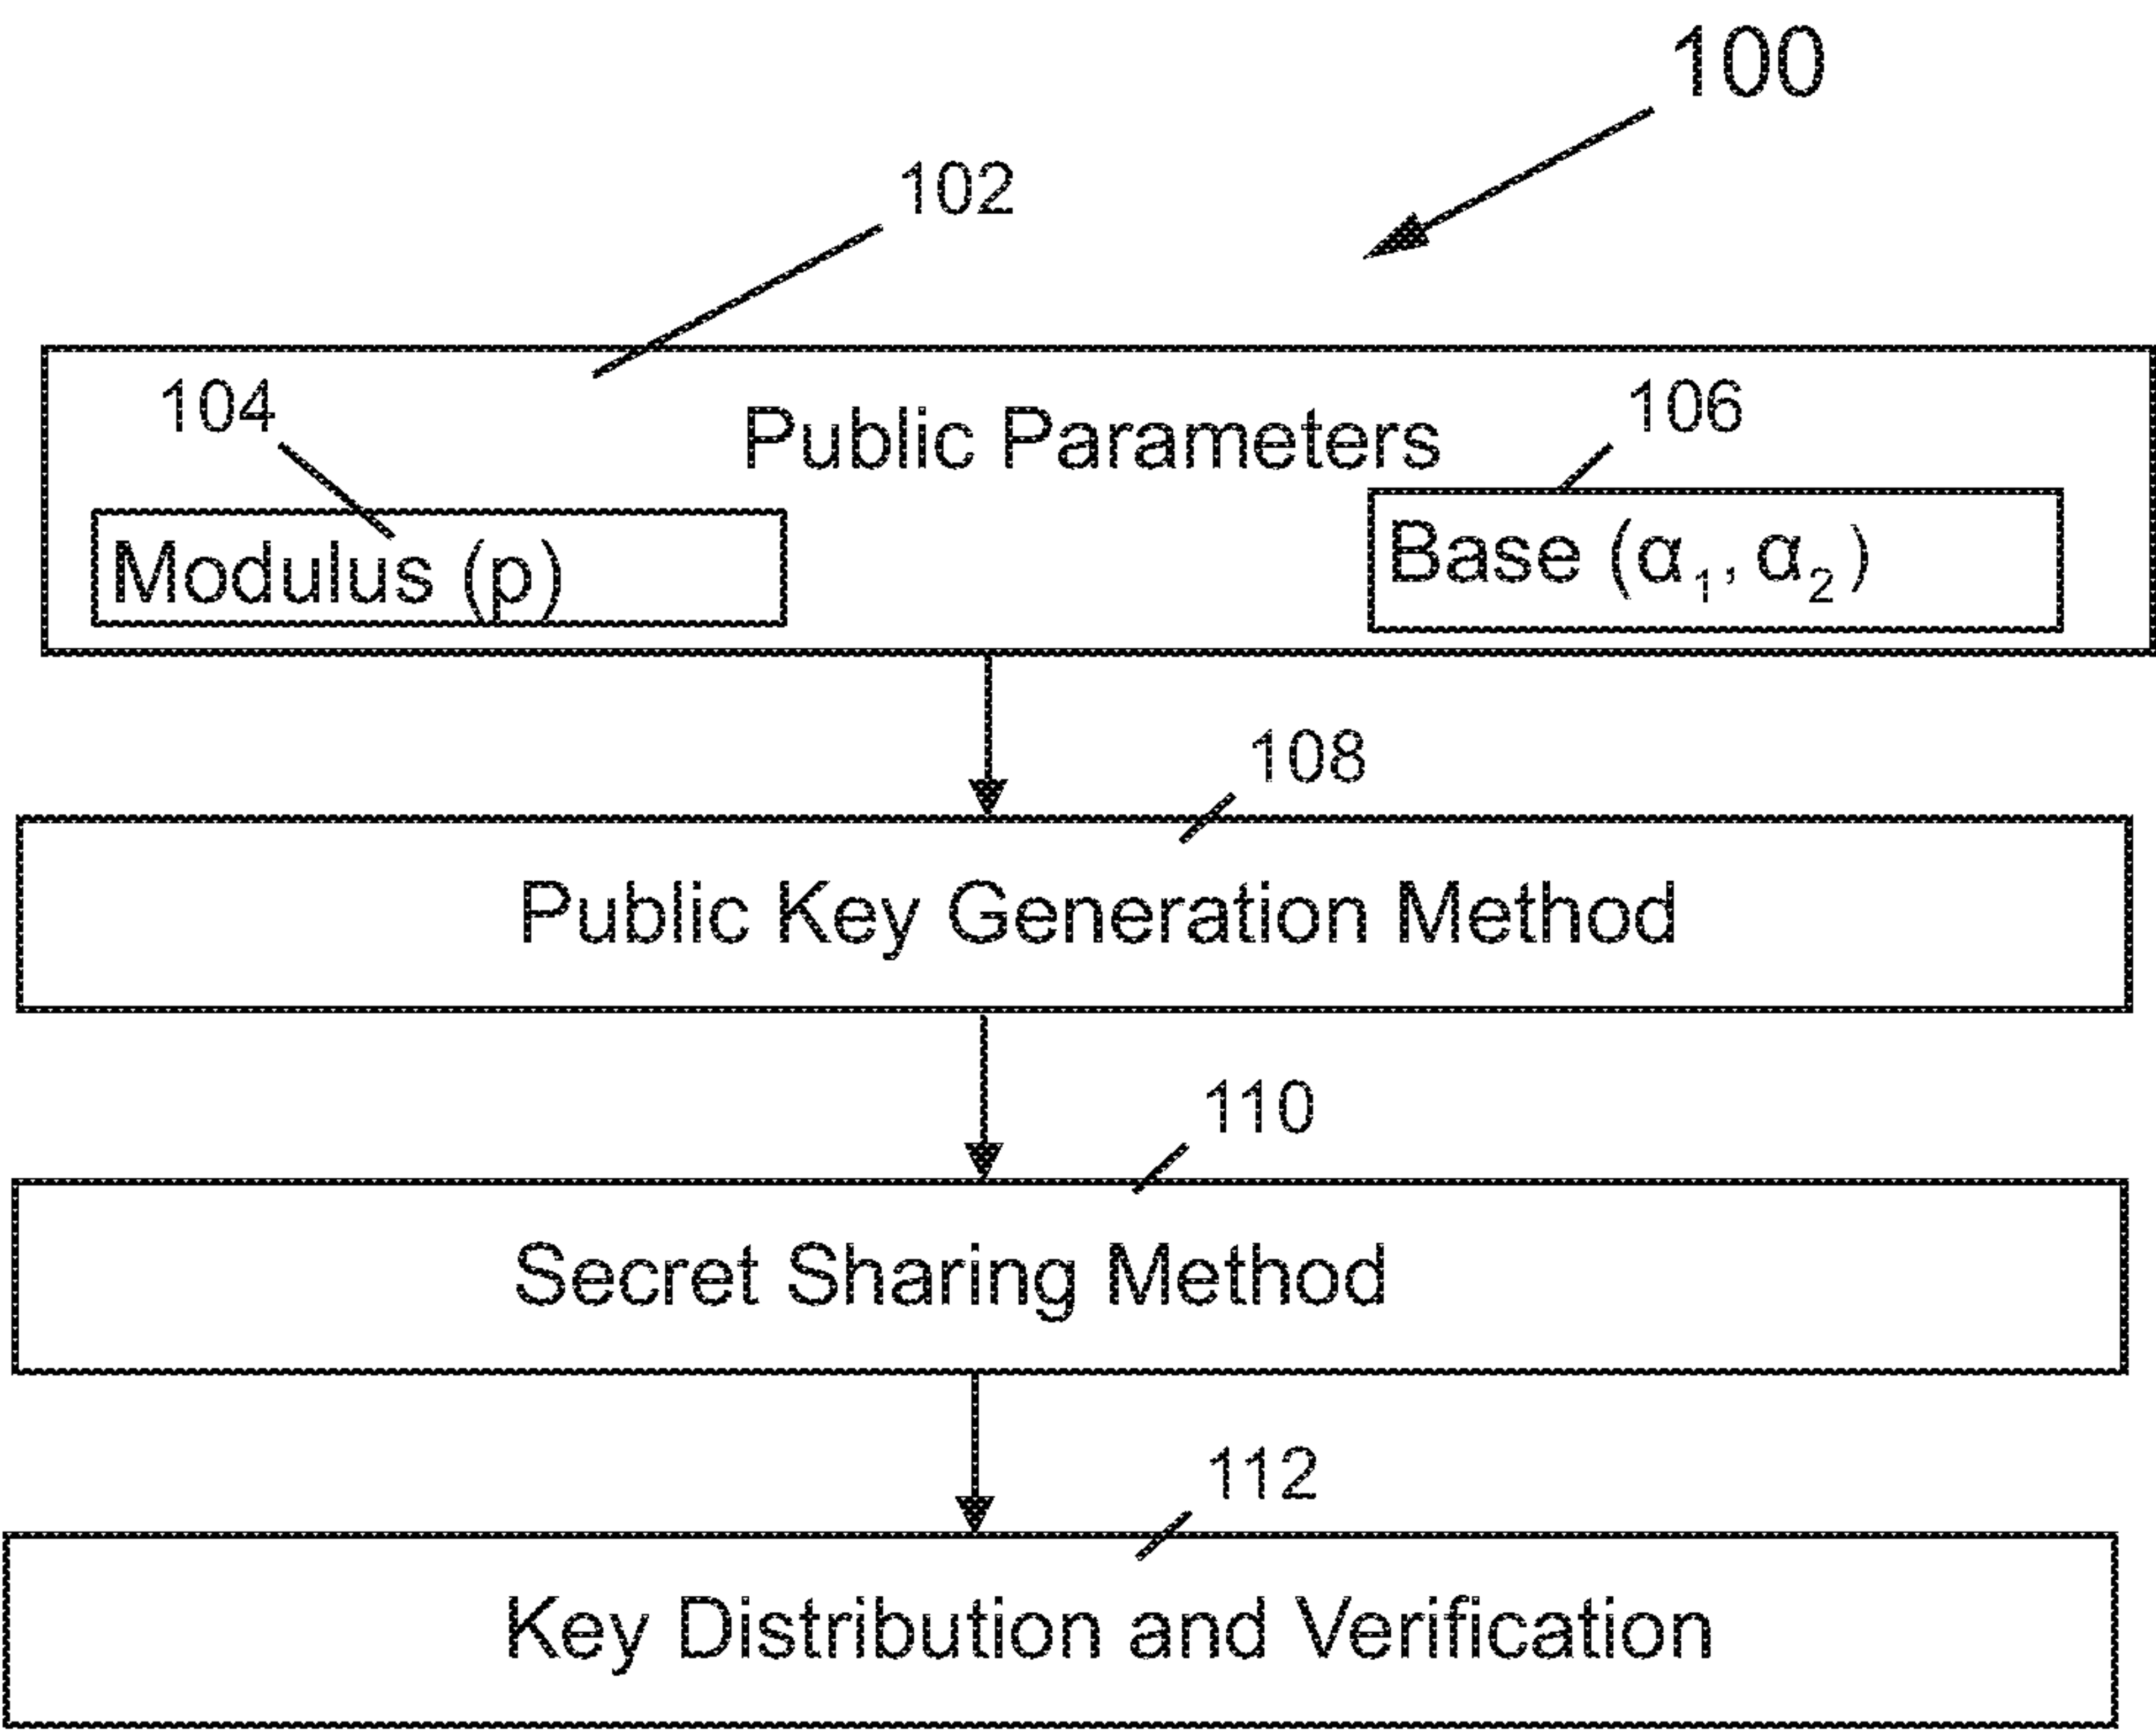 100
102
104
Public Parameters
106
Modulus (p)
Base (α₁, α₂)
108
Public Key Generation Method
110
Secret Sharing Method
112
Key Distribution and Verification